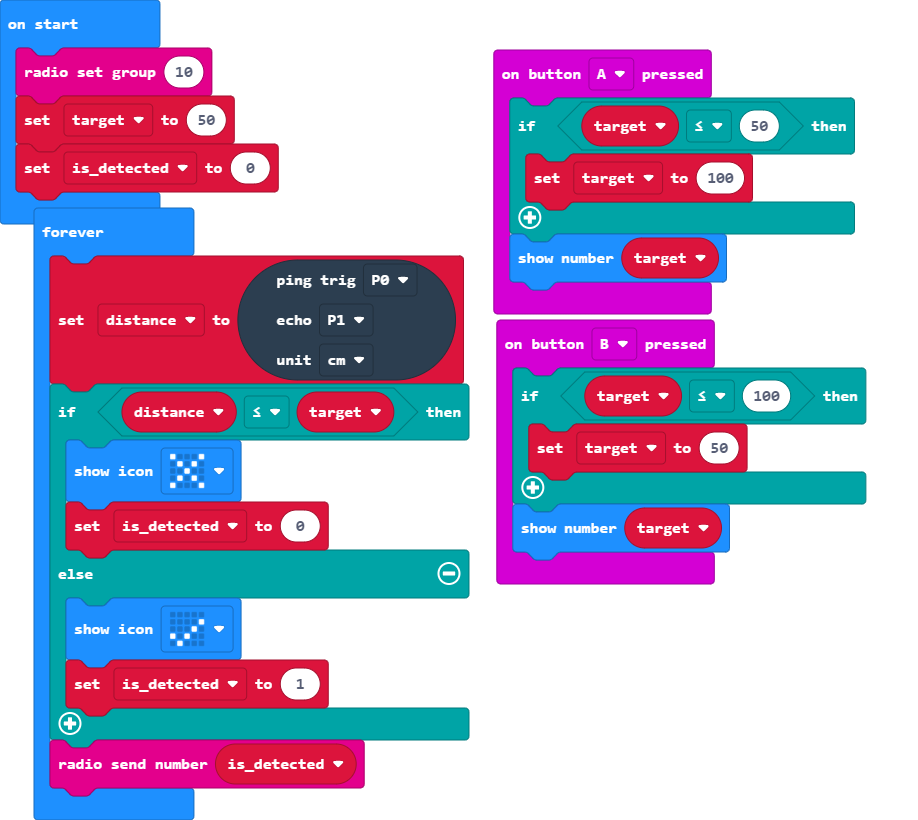 on start
radio set group 10
set target to 50
set is_detected to 0
forever
set distance to ping trig P0
echo P1
unit cm
if distance ≤ target then
show icon
set is_detected to 0
else
show icon
set is_detected to 1
radio send number is_detected
on button A pressed
if target ≤ 50 then
set target to 100
show number target
on button B pressed
if target ≤ 100 then
set target to 50
show number target